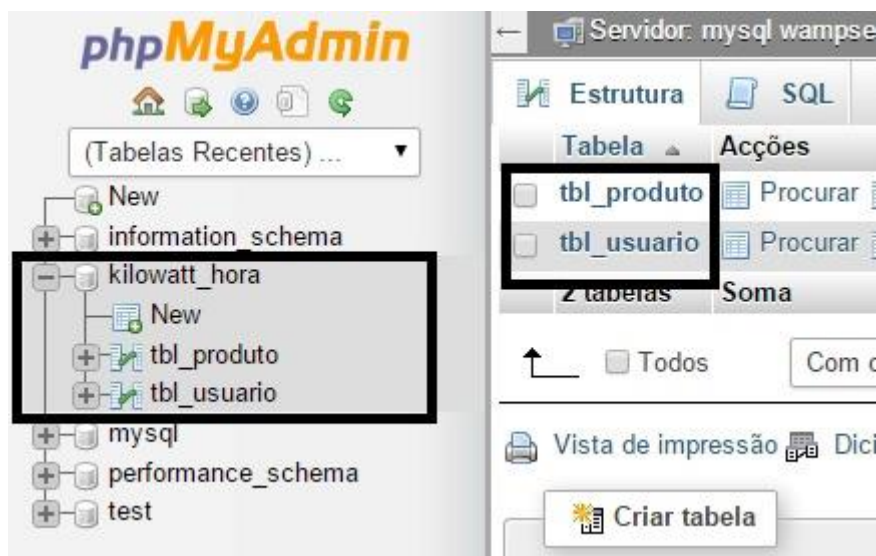 phpMyAdmin
(Tabelas Recentes) ...
New
information_schema
kilowatt_hora
New
tbl_produto
tbl_usuario
mysql
performance_schema
test
Servidor: mysql wampse
Estrutura SQL
Tabela Acções
tbl_produto Procurar
tbl_usuario Procurar
2 tabelas Soma
Todos Com
Vista de impressão Dici
Criar tabela